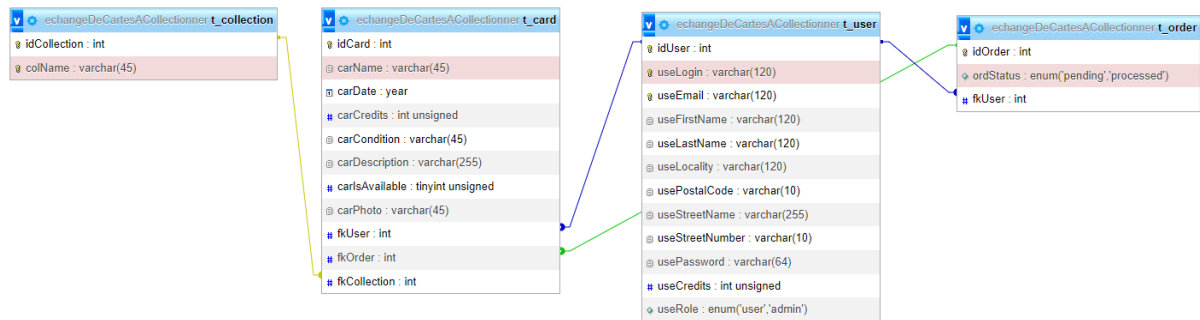 echangeDeCartesACollectionner t_collection
idCollection : int
colName : varchar(45)
echangeDeCartesACollectionner t_card
idCard : int
carName : varchar(45)
carDate : year
carCredits : int unsigned
carCondition : varchar(45)
carDescription : varchar(255)
carIsAvailable : tinyint unsigned
carPhoto : varchar(45)
fkUser : int
fkOrder : int
fkCollection : int
echangeDeCartesACollectionner t_user
idUser : int
useLogin : varchar(120)
useEmail : varchar(120)
useFirstName : varchar(120)
useLastName : varchar(120)
useLocality : varchar(120)
usePostalCode : varchar(10)
useStreetName : varchar(255)
useStreetNumber : varchar(10)
usePassword : varchar(64)
useCredits : int unsigned
useRole : enum('user','admin')
echangeDeCartesACollectionner t_order
idOrder : int
ordStatus : enum('pending','processed')
fkUser : int